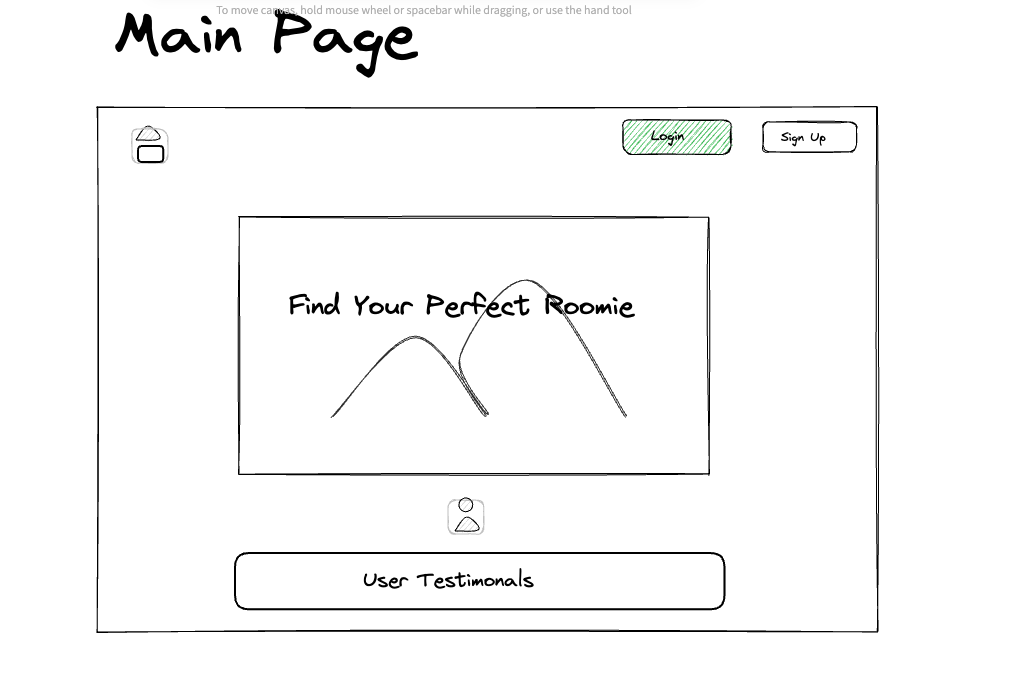 To move canvas, hold mouse wheel or spacebar while dragging, or use the hand tool
Main Page
Login
Sign Up
Find Your Perfect Roomie
User Testimonals